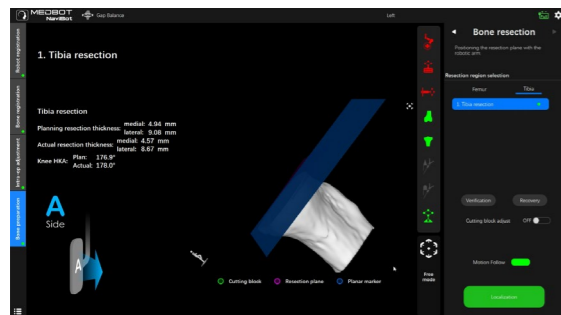 MEDBOT
NaviBot
Gap Balance
Left
Robot registration
Bone registration
Intra-op adjustment
Bone preparation
1. Tibia resection
Tibia resection
Planning resection thickness: medial: 4.94 mm
lateral: 9.08 mm
Actual resection thickness: medial: 4.57 mm
lateral: 8.67 mm
Knee HKA: Plan: 176.9°
Actual: 178.0°
A
Side
A
Cutting block
Resection plane
Planar marker
Free
mode
Bone resection
Positioning the resection plane with the
robotic arm
Resection region selection
Femur
Tibia
1. Tibia resection
Verification
Recovery
Cutting block adjust
OFF
Motion Follow
Localization